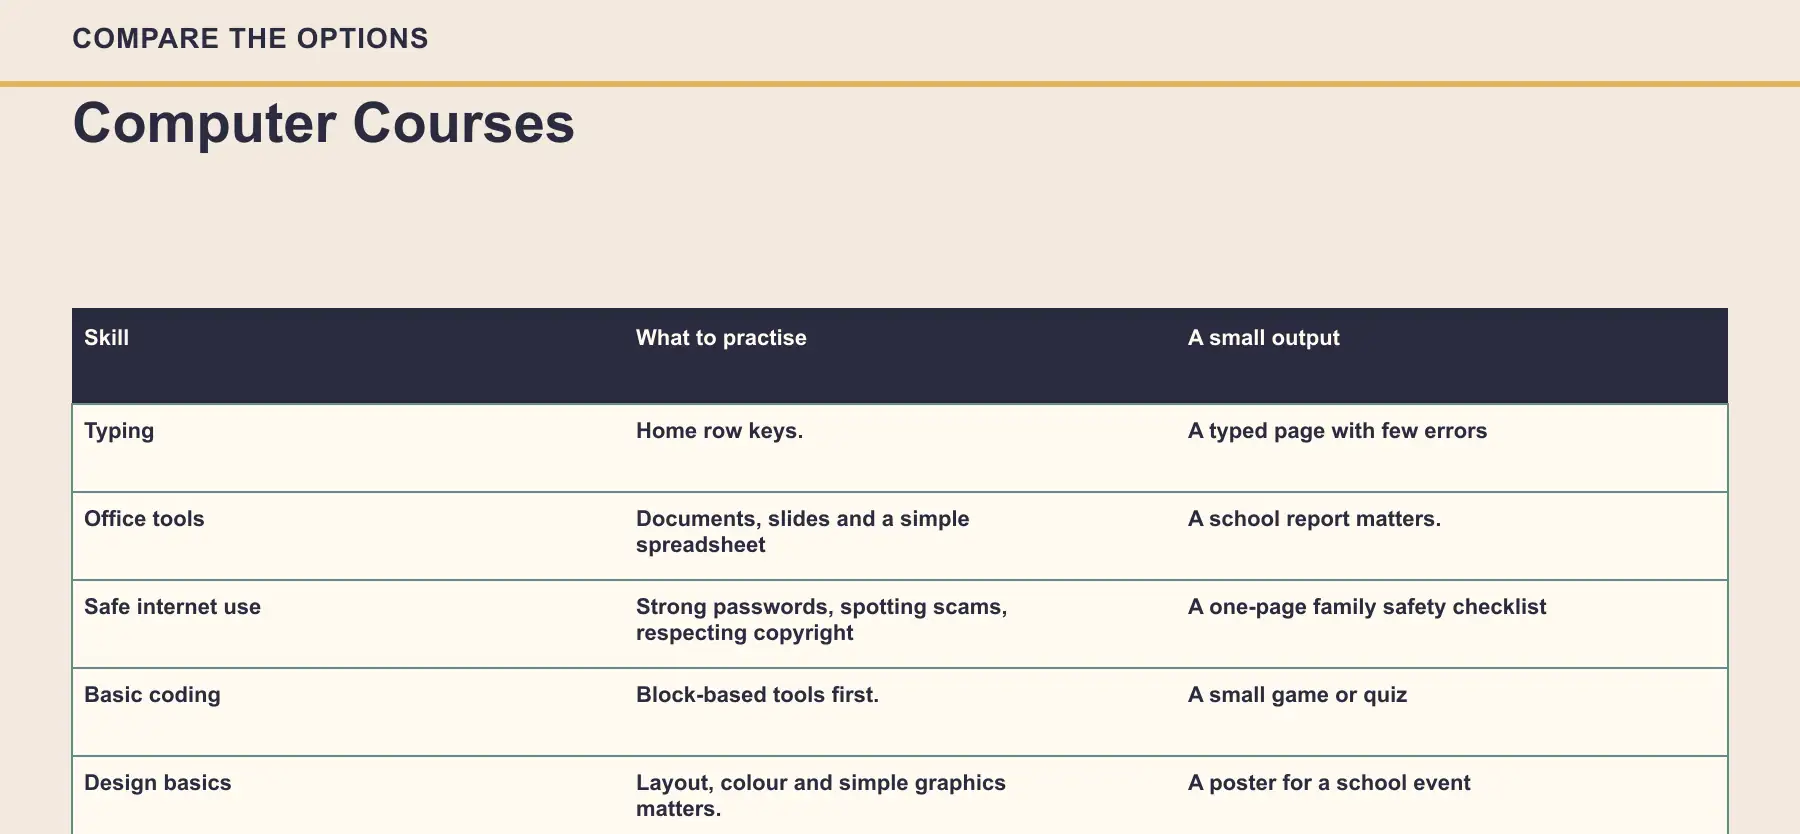 COMPARE THE OPTIONS
Computer Courses
Skill
What to practise
A small output
Typing
Home row keys.
A typed page with few errors
Office tools
Documents, slides and a simple
spreadsheet
A school report matters.
Safe internet use
Strong passwords, spotting scams,
respecting copyright
A one-page family safety checklist
Basic coding
Block-based tools first.
A small game or quiz
Design basics
Layout, colour and simple graphics
matters.
A poster for a school event